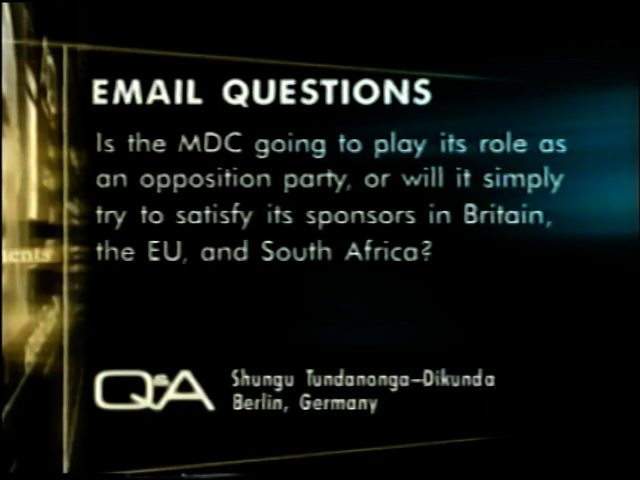 EMAIL QUESTIONS
Is the MDC going to play its role as
an opposition party, or will it simply
try to satisfy its sponsors in Britain,
the EU, and South Africa?
ients
Q&A
Shungu Tundanonga-Dikunda
Berlin, Germany